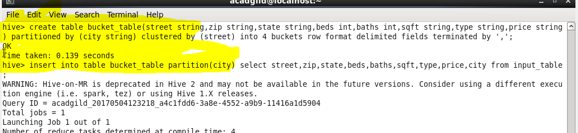 acadgild@localhost:~
File Edit View Search Terminal Help
hive> create table bucket_table(street string,zip string,state string,beds int,baths int,sqft string,type string,price string
) partitioned by (city string) clustered by (street) into 4 buckets row format delimited fields terminated by ',';
OK
Time taken: 0.139 seconds
hive> insert into table bucket_table partition(city) select street,zip,state,beds,baths,sqft,type,price,city from input_table
;
WARNING: Hive-on-MR is deprecated in Hive 2 and may not be available in the future versions. Consider using a different execu
tion engine (i.e. spark, tez) or using Hive 1.X releases.
Query ID = acadgild_20170504123218_a4c1fdd6-3a8e-4552-a9b9-11416a1d5904
Total jobs = 1
Launching Job 1 out of 1
Number of reduce tasks determined at compile time: 4